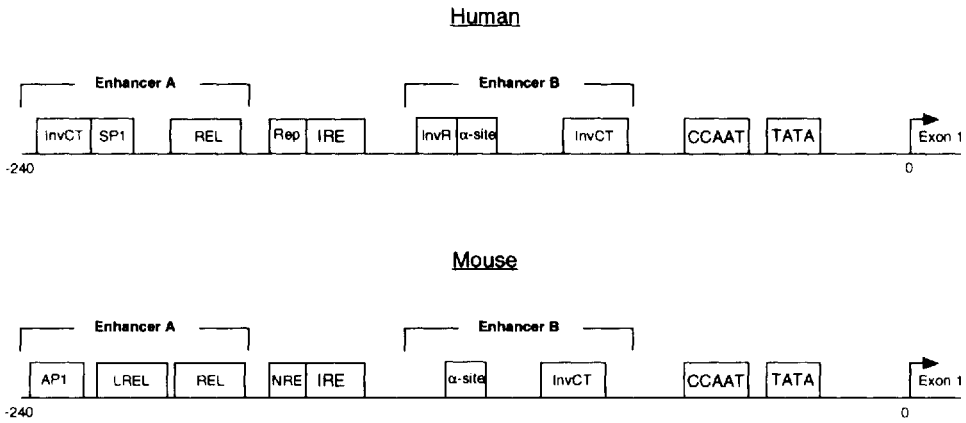 Human
Enhancer A Enhancer B
InvCT SP1 REL Rep IRE InvR α-site InvCT CCAAT TATA Exon 1
-240 0
Mouse
Enhancer A Enhancer B
AP1 LREL REL NRE IRE α-site InvCT CCAAT TATA Exon 1
-240 0